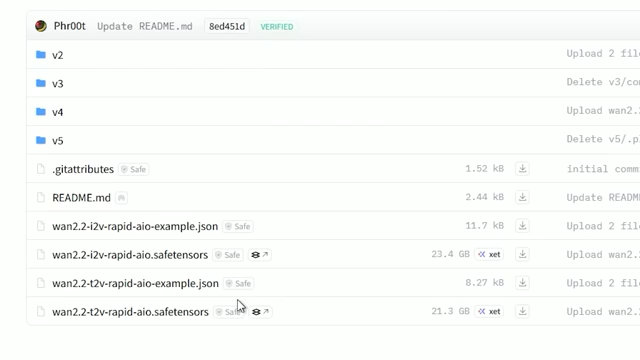 Phr00t Update README.md 8ed451d VERIFIED
v2 Upload 2 file
v3 Delete v3/com
v4 Upload wan2.
v5 Delete v5/.p
.gitattributes Safe 1.52 kB initial comm
README.md 2.44 kB Update READM
wan2.2-i2v-rapid-aio-example.json Safe 11.7 kB Upload 2 file
wan2.2-i2v-rapid-aio.safetensors Safe 23.4 GB xet Upload wan2.
wan2.2-t2v-rapid-aio-example.json Safe 8.27 kB Upload 2 file
wan2.2-t2v-rapid-aio.safetensors Safe 21.3 GB xet Upload wan2.